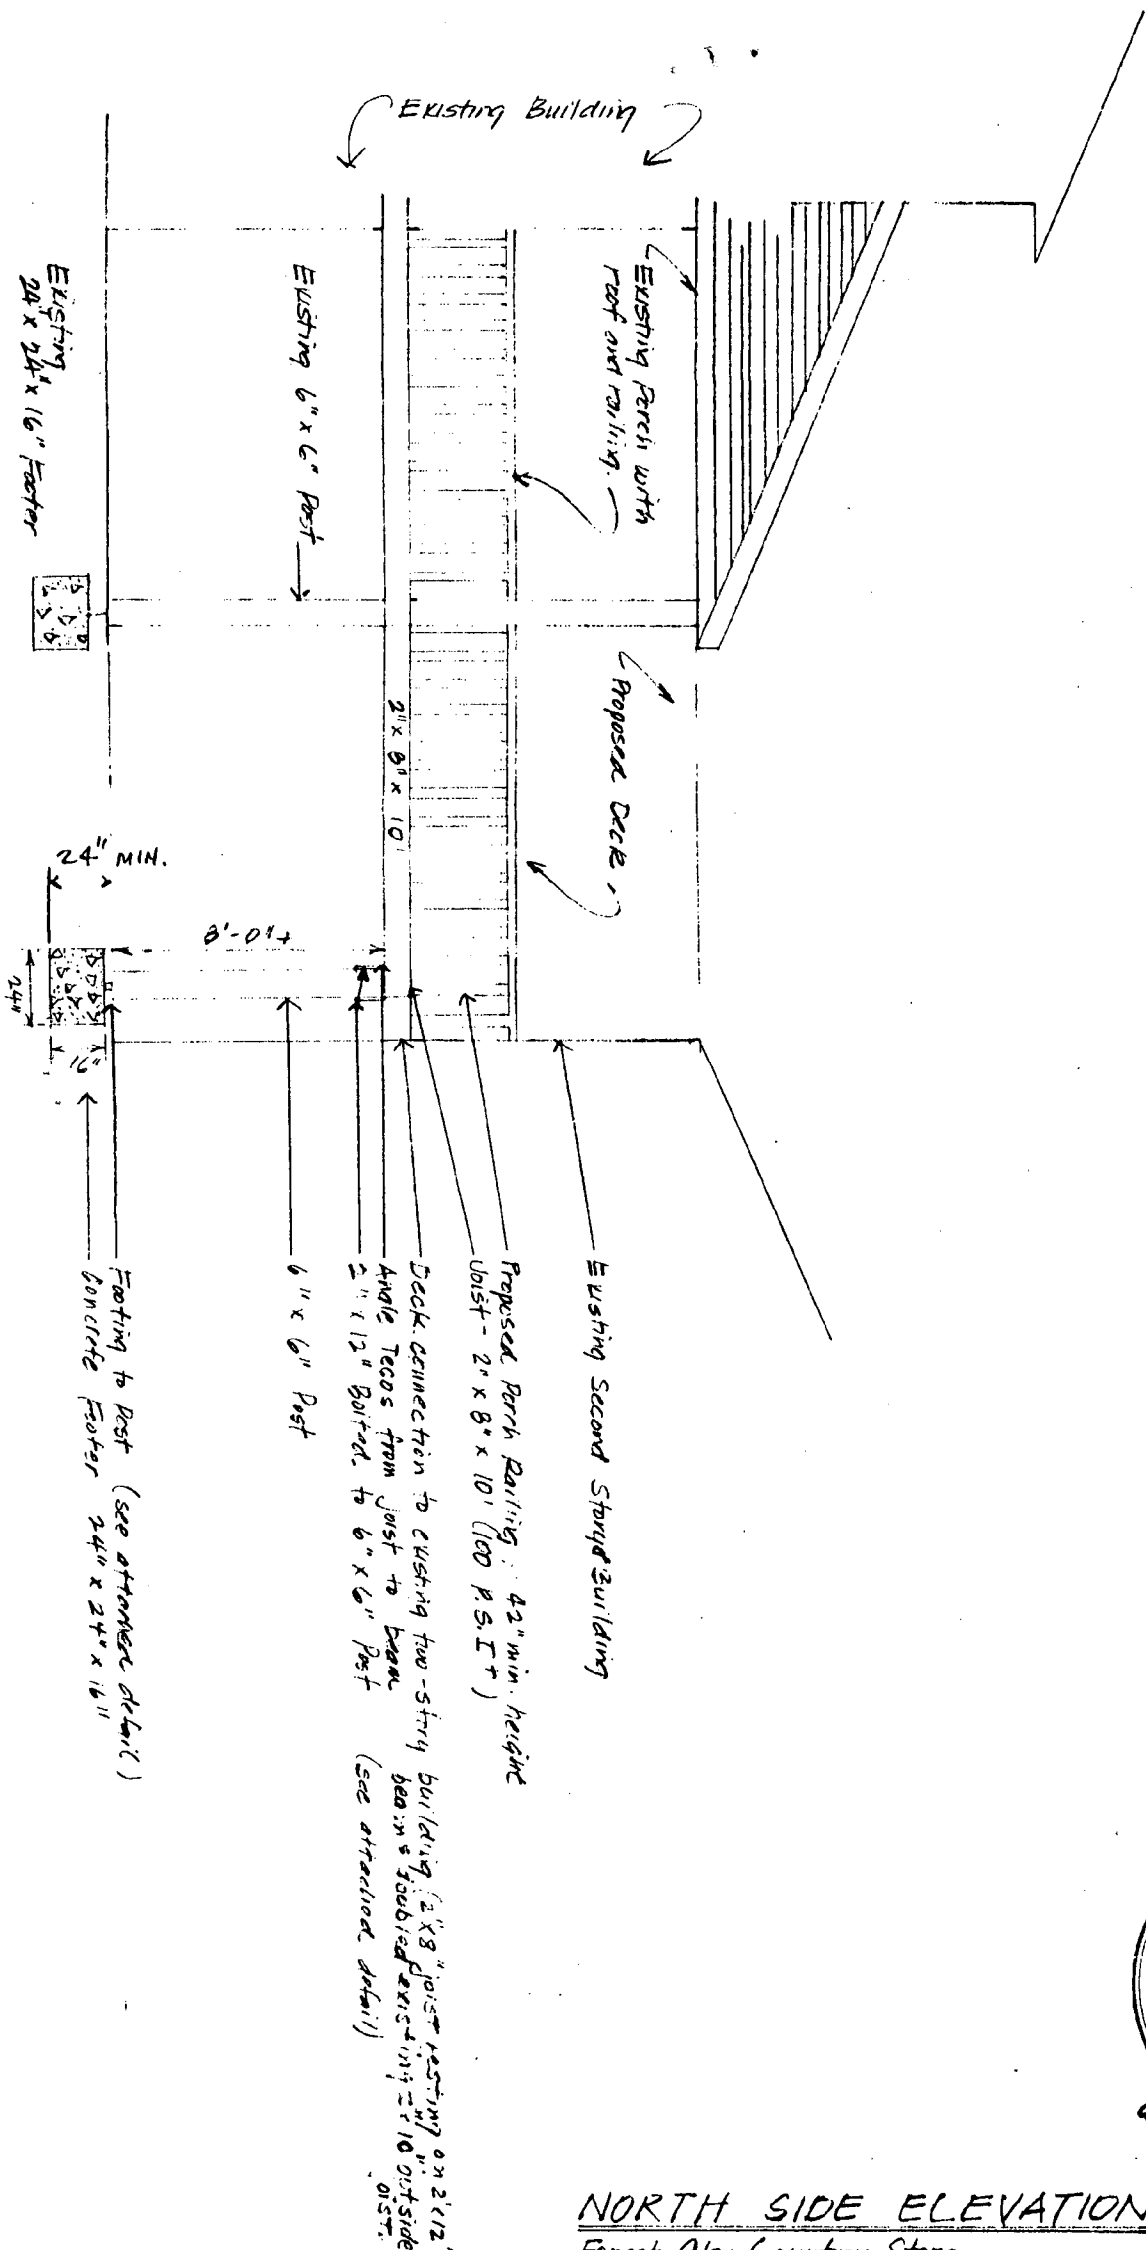 Existing Building
Existing Porch with
roof and railing.
Proposed Deck
Existing 6" x 6" Post
Existing
24" x 24" x 16" Footer
2" x 8" x 10'
24" MIN.
8'-0"±
24"
16"
Existing Second Story Building
Proposed Porch Railing: 42" min. height
Joist - 2" x 8" x 10' (100 P.S.I ±)
Deck connection to existing two-story building (2"x8" joist resting on 2"x12"
beams doubled existing 2"x10" outside
DIST.
Angle Tecos from joist to beam
2" x 12" Bolted to 6" x 6" Post (see attached detail)
6" x 6" Post
Footing to Post (see attached detail)
Concrete Footer 24" x 24" x 16"
NORTH SIDE ELEVATION
Country Store